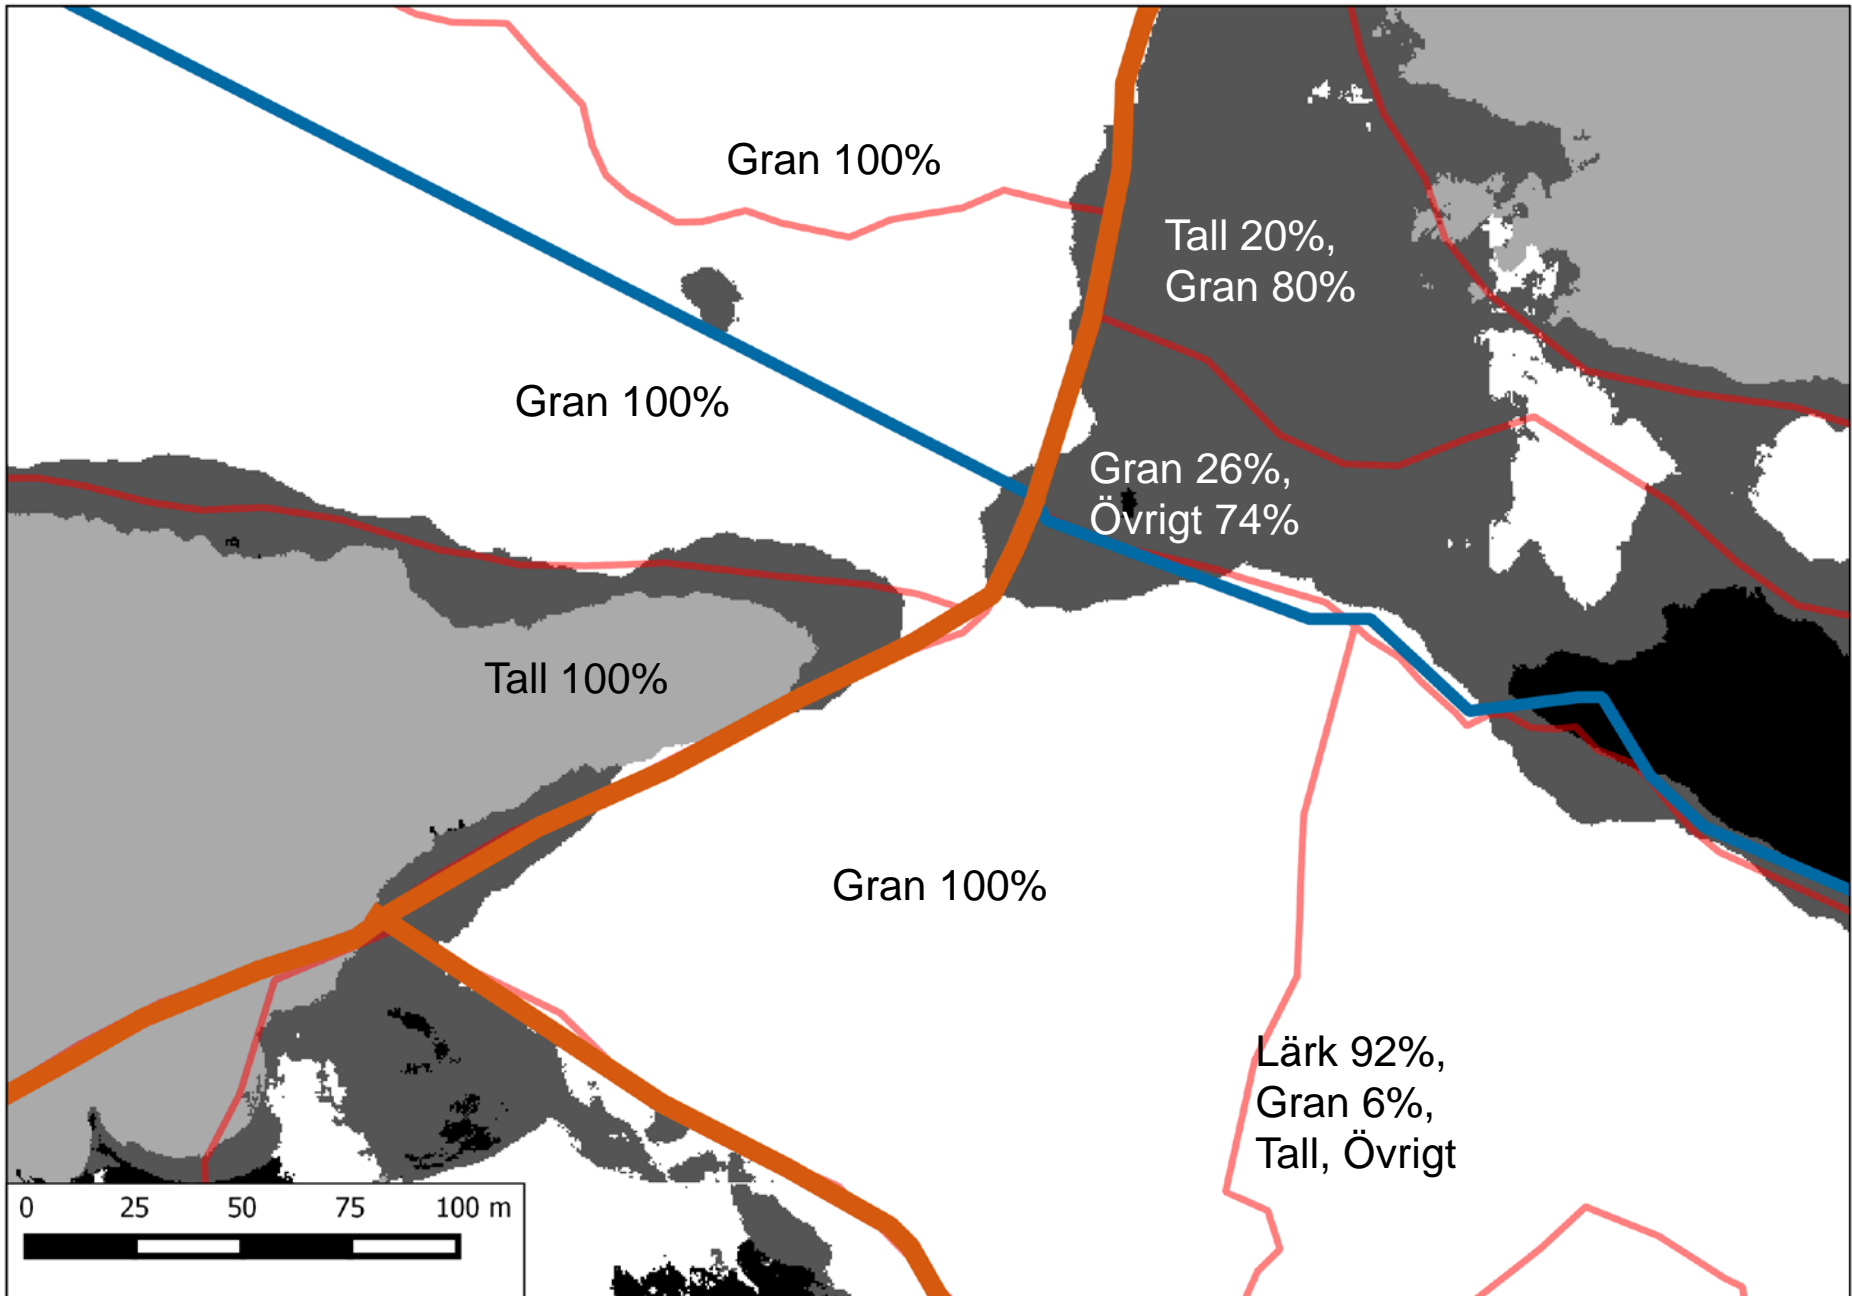 Gran 100%
Tall 20%,
Gran 80%
Gran 100%
Gran 26%,
Övrigt 74%
Tall 100%
Gran 100%
Lärk 92%,
Gran 6%,
Tall, Övrigt
0 25 50 75 100 m